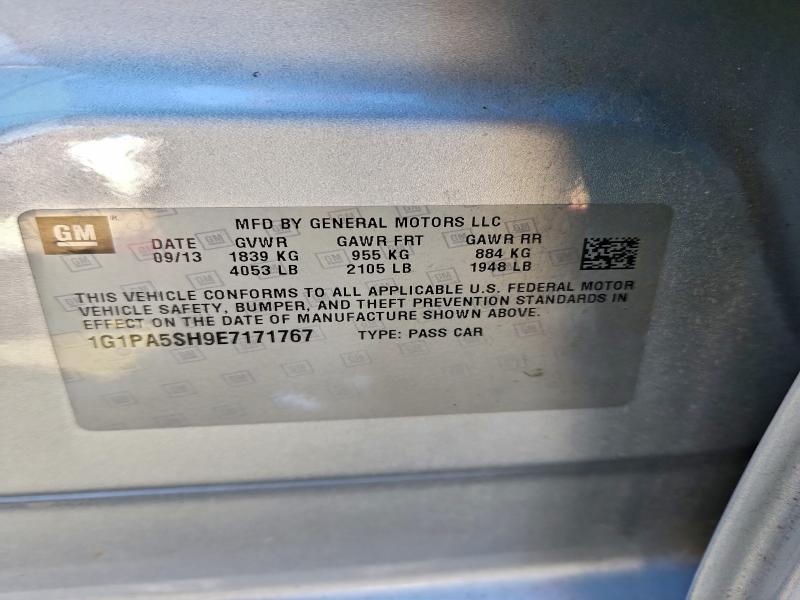 GM
MFD BY GENERAL MOTORS LLC
DATE GVWR GAWR FRT GAWR RR
09/13 1839 KG 955 KG 884 KG
4053 LB 2105 LB 1948 LB
THIS VEHICLE CONFORMS TO ALL APPLICABLE U.S. FEDERAL MOTOR
VEHICLE SAFETY, BUMPER, AND THEFT PREVENTION STANDARDS IN
EFFECT ON THE DATE OF MANUFACTURE SHOWN ABOVE.
1G1PA5SH9E7171767 TYPE: PASS CAR